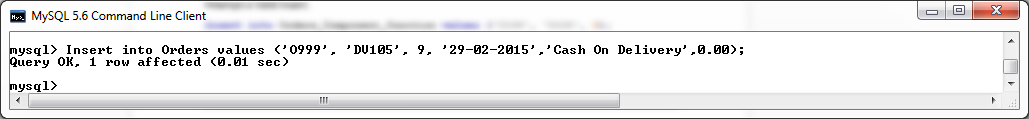 MySQL 5.6 Command Line Client
mysql> Insert into Orders values ('O999', 'DV105', 9, '29-02-2015','Cash On Delivery',0.00);
Query OK, 1 row affected (0.01 sec)
mysql>